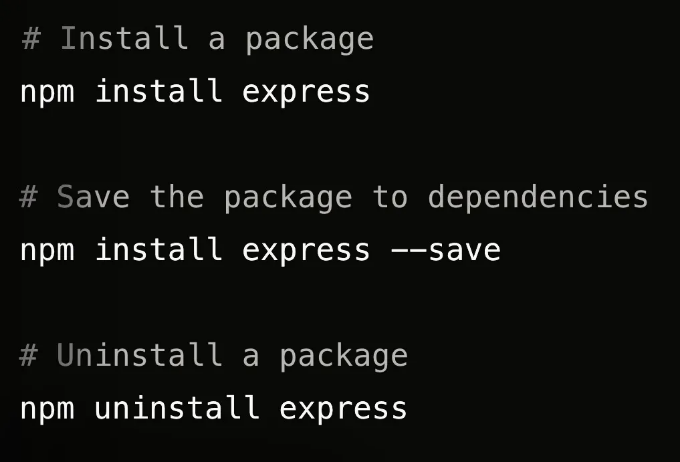 # Install a package
npm install express
# Save the package to dependencies
npm install express --save
# Uninstall a package
npm uninstall express